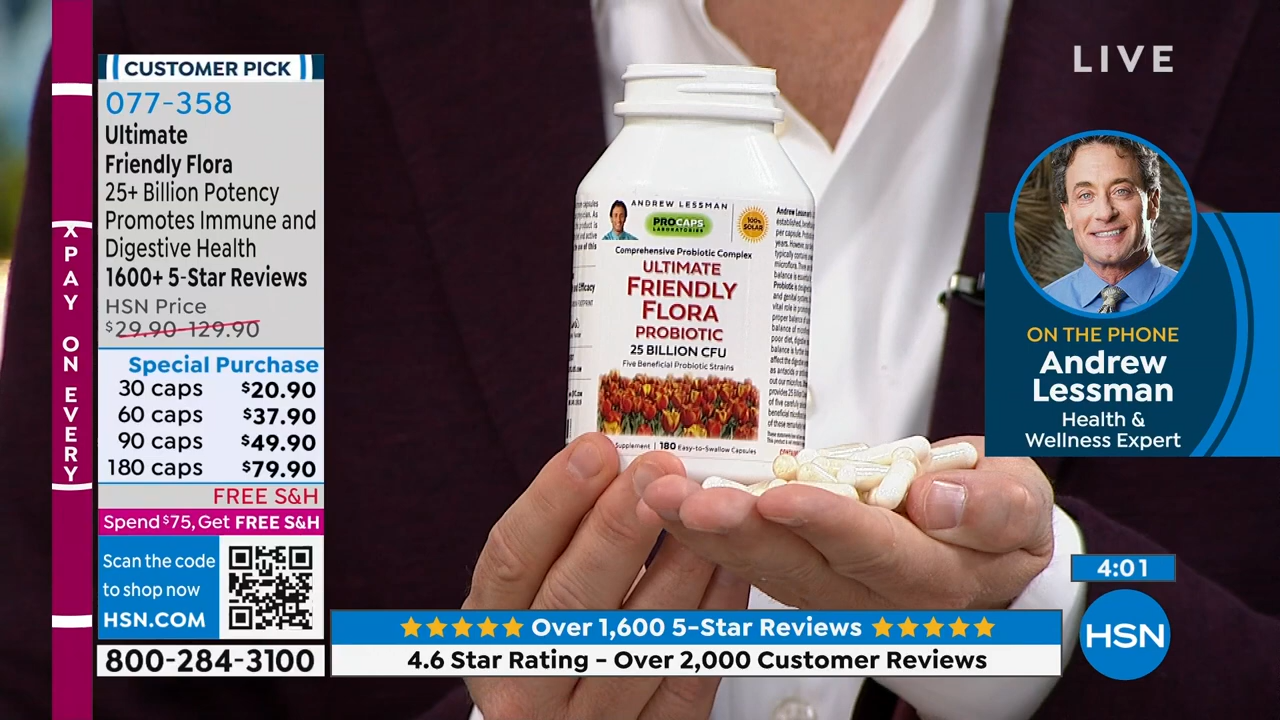 CUSTOMER PICK
077-358
Ultimate
Friendly Flora
25+ Billion Potency
Promotes Immune and
Digestive Health
1600+ 5-Star Reviews
HSN Price
$29.90-129.90
Special Purchase
30 caps $20.90
60 caps $37.90
90 caps $49.90
180 caps $79.90
FREE S&H
Spend $75, Get FREE S&H
Scan the code
to shop now
HSN.COM
800-284-3100
XPAY ON EVERY
LIVE
ANDREW LESSMAN
PROCAPS
LABORATORIES
100%
SOLAR
Comprehensive Probiotic Complex
ULTIMATE
FRIENDLY
FLORA
PROBIOTIC
25 BILLION CFU
Five Beneficial Probiotic Strains
Supplement | 180 Easy-to-Swallow Capsules
ON THE PHONE
Andrew
Lessman
Health &
Wellness Expert
4:01
HSN
Over 1,600 5-Star Reviews
4.6 Star Rating - Over 2,000 Customer Reviews